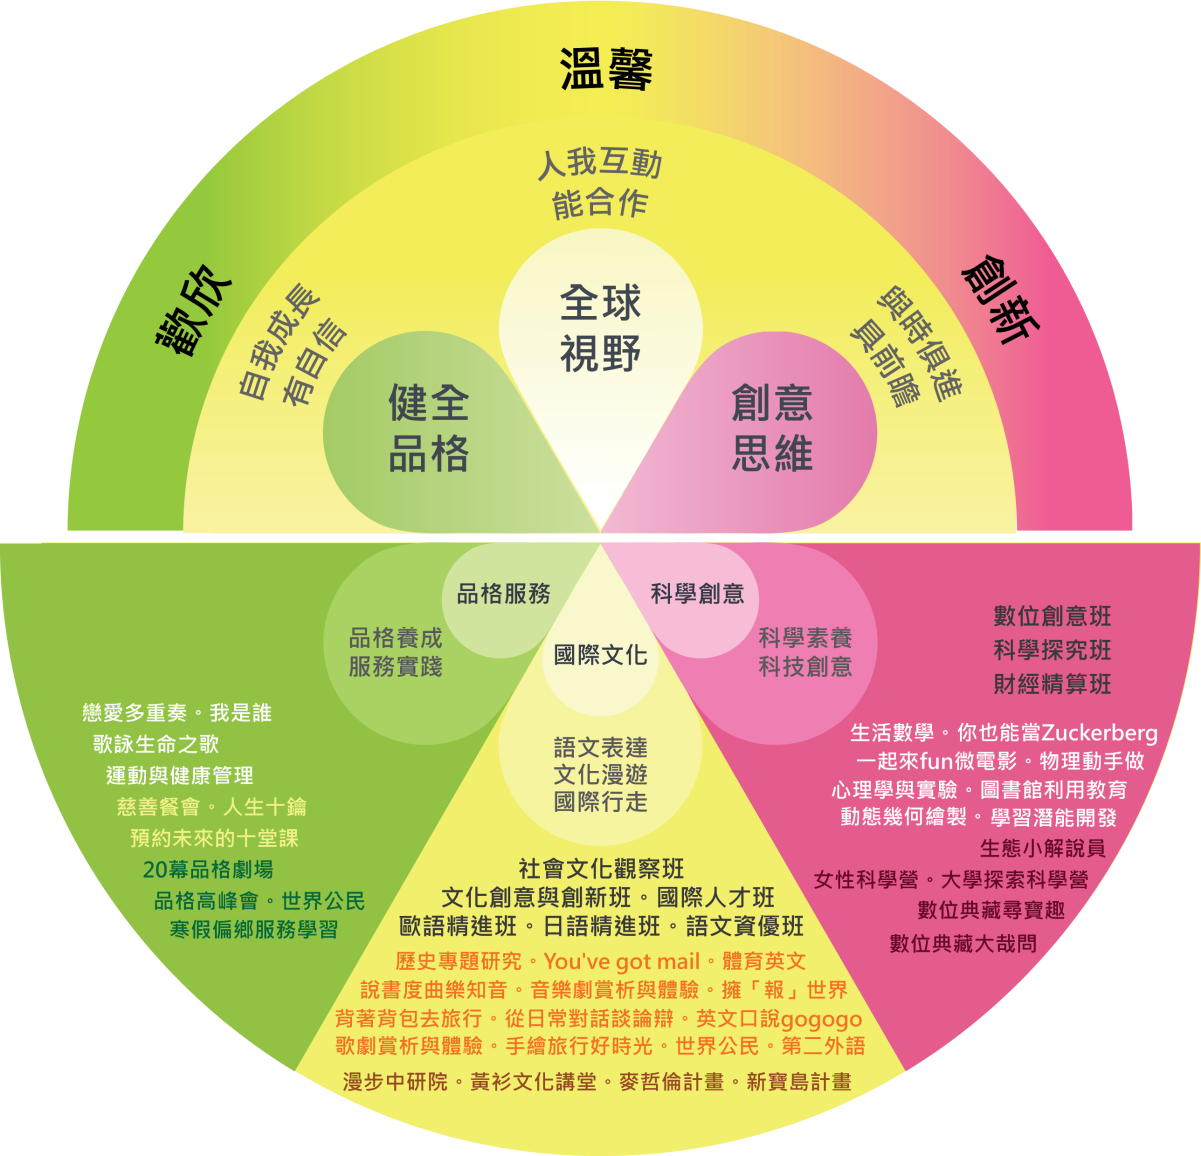 溫馨
人我互動
能合作
歡欣
自我成長
有自信
創新
與時俱進
具前瞻
全球
視野
健全
品格
創意
思維
品格服務
品格養成
服務實踐
戀愛多重奏。我是誰
歌詠生命之歌
運動與健康管理
慈善餐會。人生十鑰
預約未來的十堂課
20幕品格劇場
品格高峰會。世界公民
寒假偏鄉服務學習
國際文化
語文表達
文化漫遊
國際行走
社會文化觀察班
文化創意與創新班。國際人才班
歐語精進班。日語精進班。語文資優班
歷史專題研究。You've got mail。體育英文
說書度曲樂知音。音樂劇賞析與體驗。擁「報」世界
背著背包去旅行。從日常對話談論辯。英文口說gogogo
歌劇賞析與體驗。手繪旅行好時光。世界公民。第二外語
漫步中研院。黃衫文化講堂。麥哲倫計畫。新寶島計畫
科學創意
科學素養
科技創意
數位創意班
科學探究班
財經精算班
生活數學。你也能當Zuckerberg
一起來fun微電影。物理動手做
心理學與實驗。圖書館利用教育
動態幾何繪製。學習潛能開發
生態小解說員
女性科學營。大學探索科學營
數位典藏尋寶趣
數位典藏大哉問